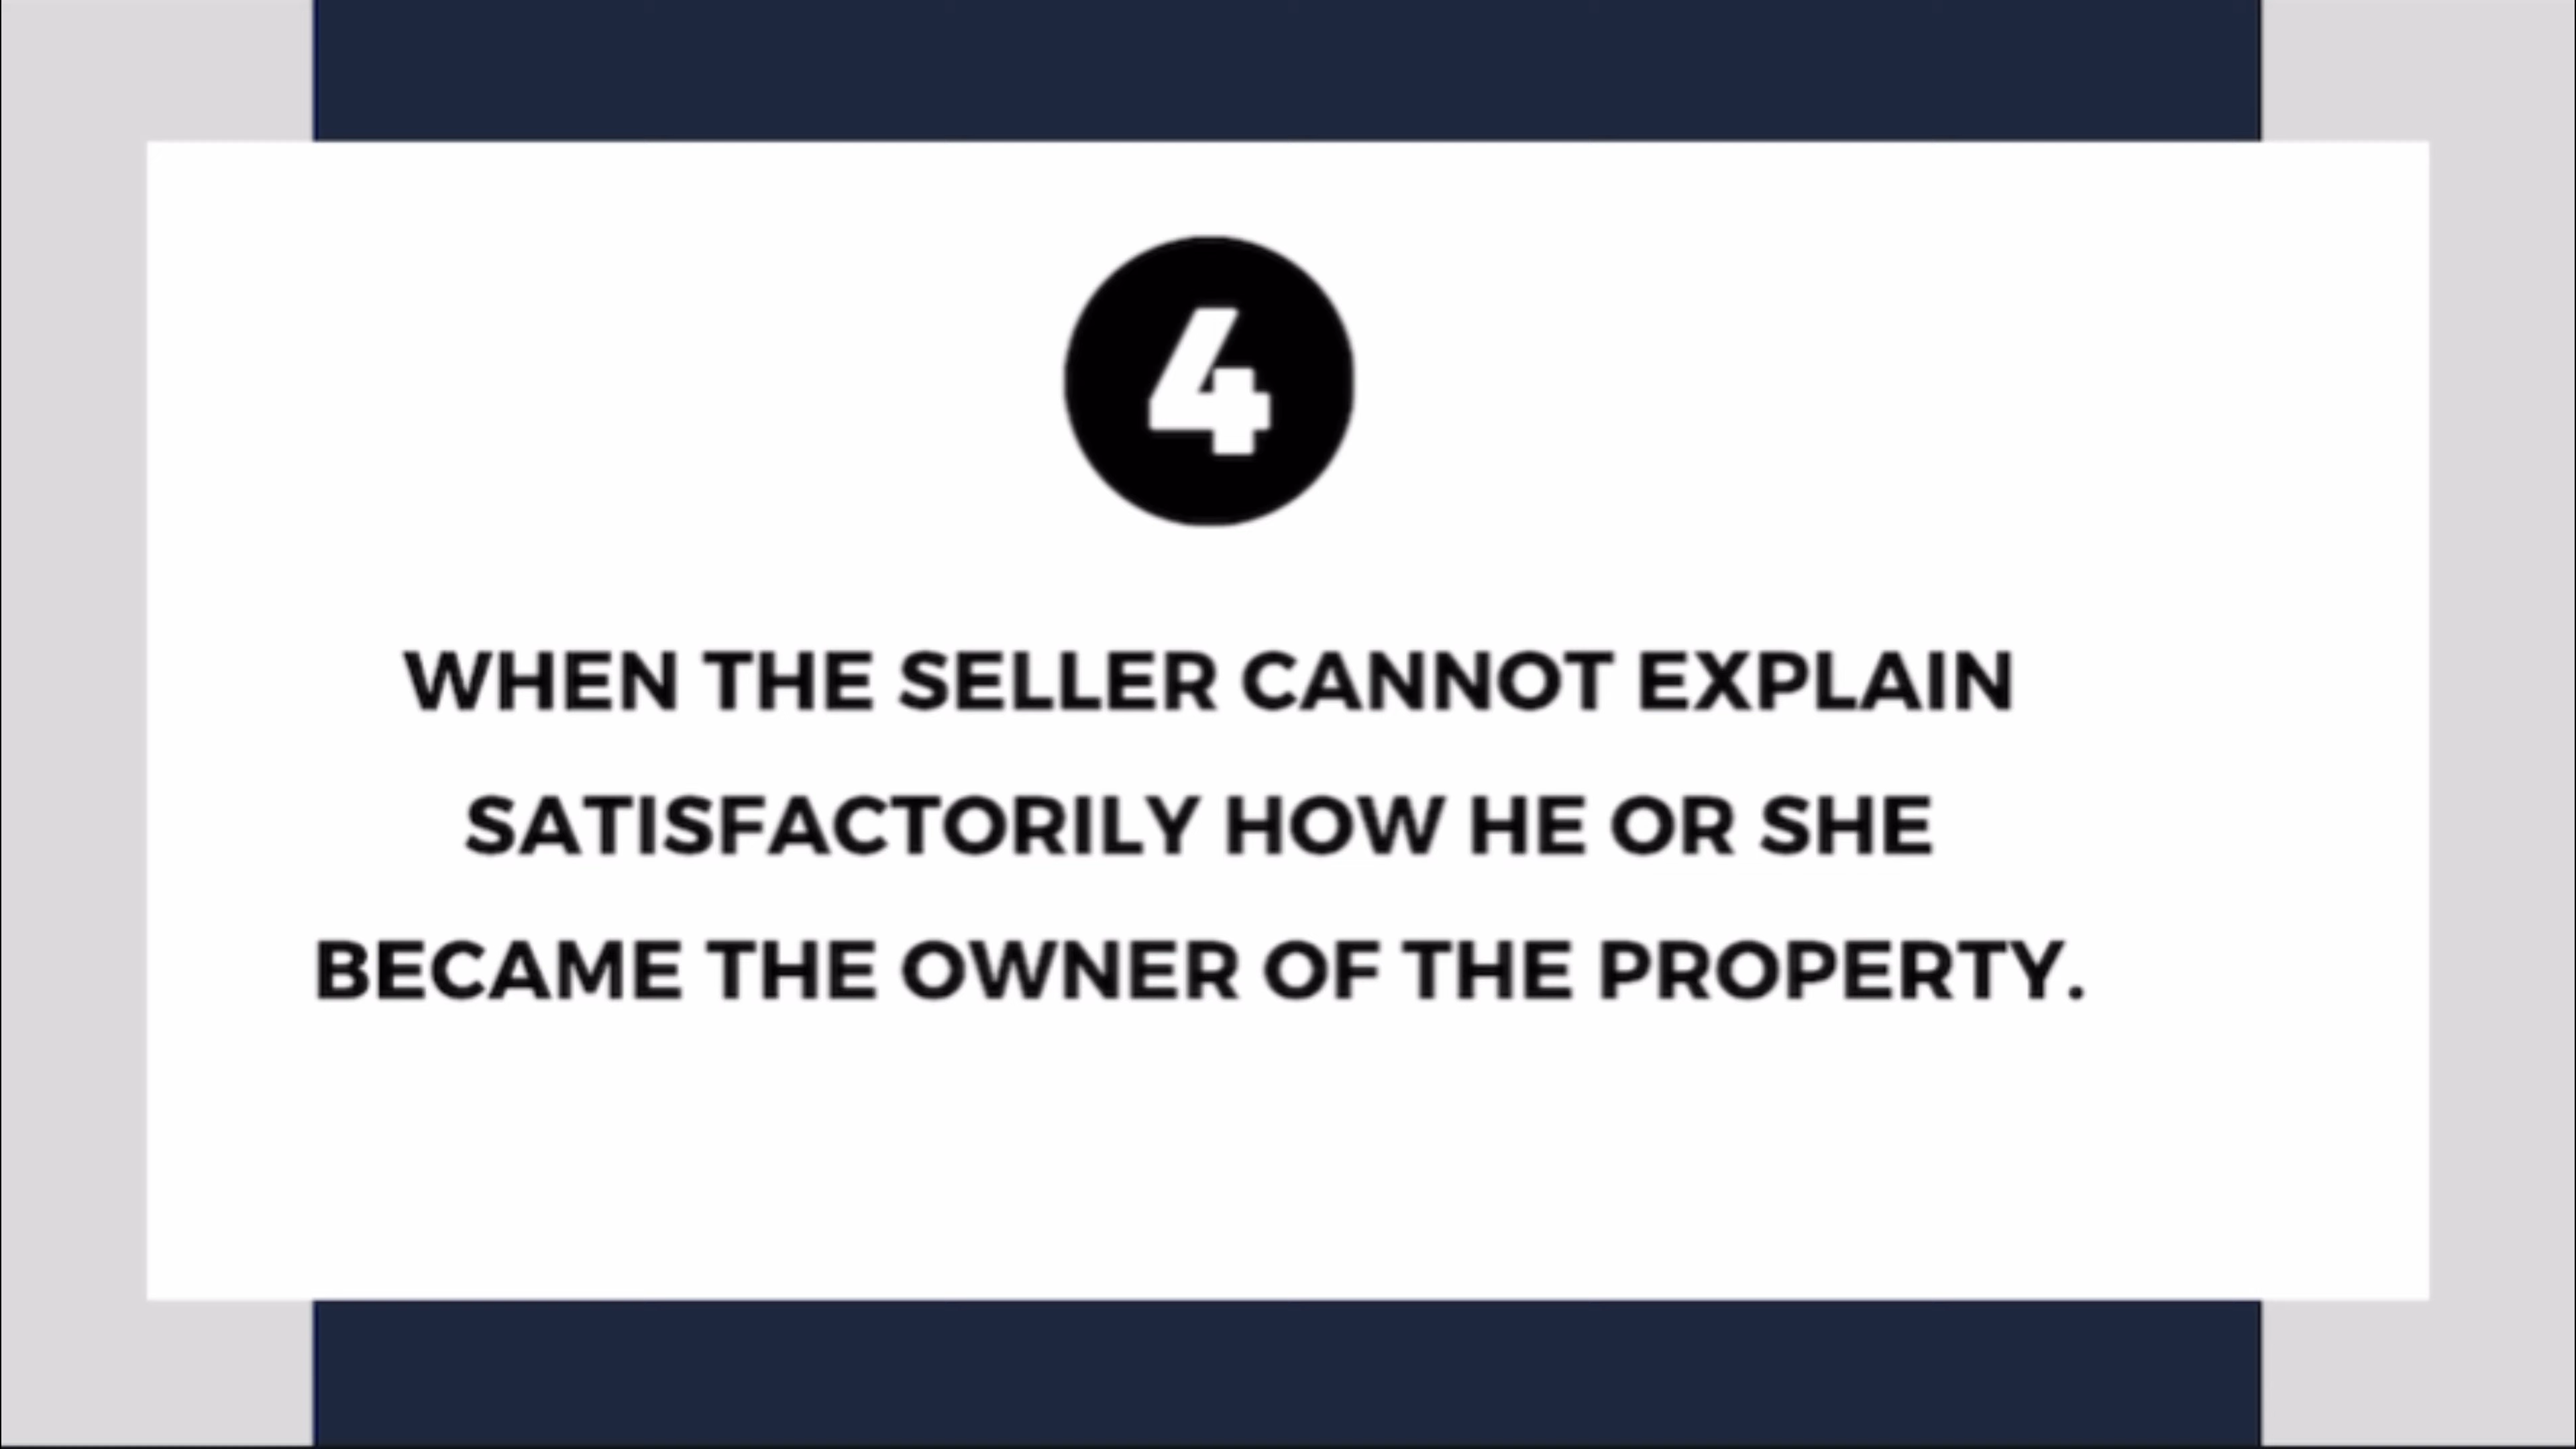 4
WHEN THE SELLER CANNOT EXPLAIN
SATISFACTORILY HOW HE OR SHE
BECAME THE OWNER OF THE PROPERTY.